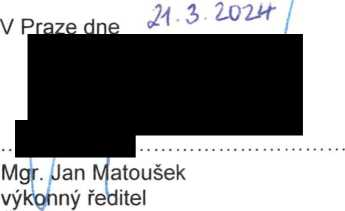 V Praze dne 21.3.2024
Mgr. Jan Matoušek
výkonný ředitel